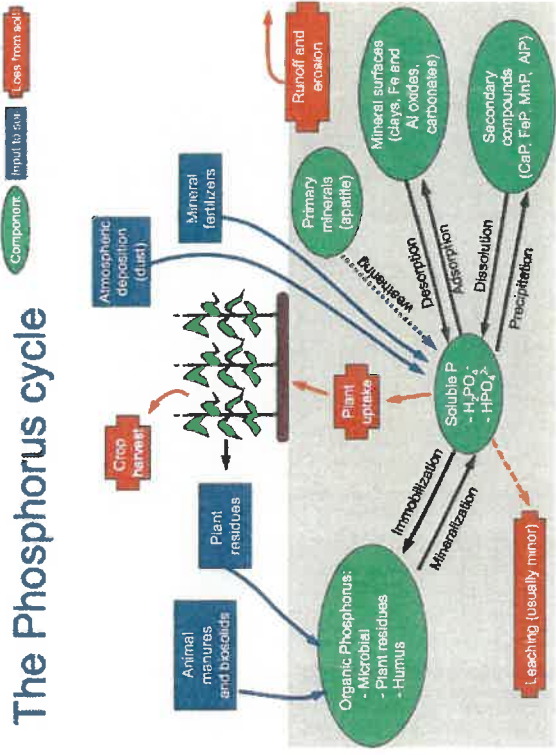 The Phosphorus cycle
Component
Input to soil
Loss from soil
Animal
manures
and biosolids
Plant
residues
Crop
harvest
Atmospheric
deposition
(dust)
Mineral
fertilizers
Runoff and
erosion
Primary
minerals
(apatite)
Mineral surfaces
(clays, Fe and
Al oxides,
carbonates)
Secondary
compounds
(CaP, FeP, MnP, AlP)
weathering
Desorption
Adsorption
Dissolution
Precipitation
Plant
uptake
Soluble P
- H₂PO₄⁻
- HPO₄²⁻
Immobilization
Mineralization
Organic Phosphorus:
- Microbial
- Plant residues
- Humus
Leaching (usually minor)